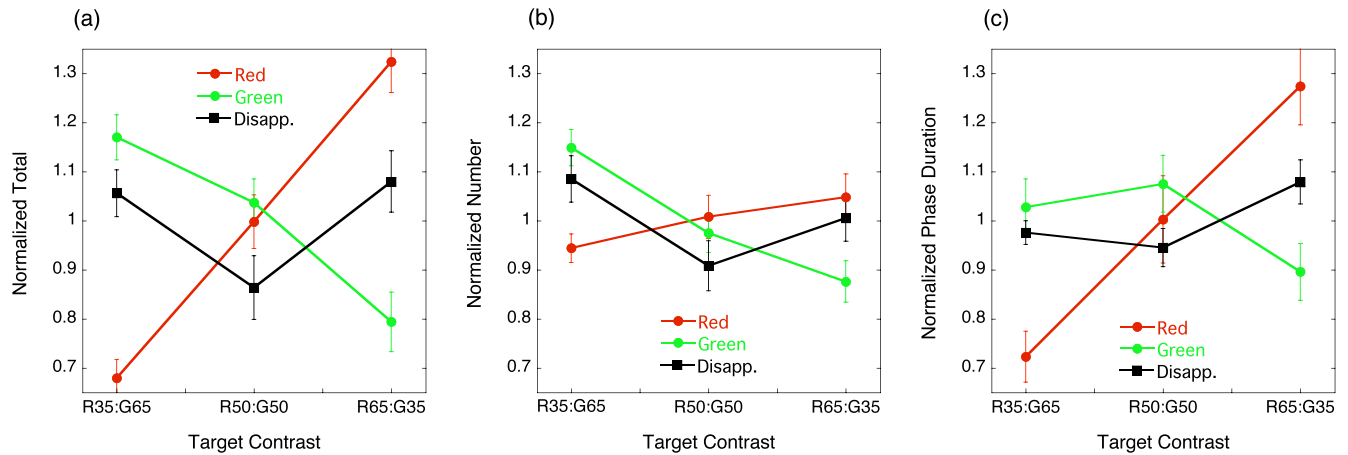 (a)
Normalized Total
1.3
1.2
1.1
1
0.9
0.8
0.7
Red
Green
Disapp.
R35:G65 R50:G50 R65:G35
Target Contrast
(b)
Normalized Number
1.3
1.2
1.1
1
0.9
0.8
0.7
Red
Green
Disapp.
R35:G65 R50:G50 R65:G35
Target Contrast
(c)
Normalized Phase Duration
1.3
1.2
1.1
1
0.9
0.8
0.7
Red
Green
Disapp.
R35:G65 R50:G50 R65:G35
Target Contrast